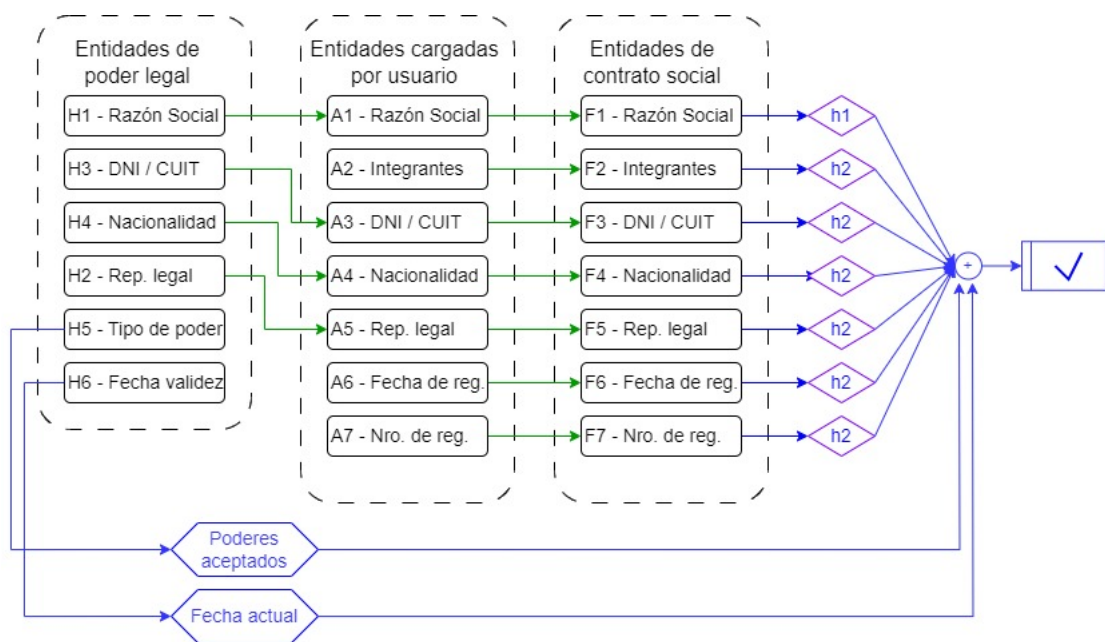 Entidades de
poder legal
H1 - Razón Social
H3 - DNI / CUIT
H4 - Nacionalidad
H2 - Rep. legal
H5 - Tipo de poder
H6 - Fecha validez
Entidades cargadas
por usuario
A1 - Razón Social
A2 - Integrantes
A3 - DNI / CUIT
A4 - Nacionalidad
A5 - Rep. legal
A6 - Fecha de reg.
A7 - Nro. de reg.
Entidades de
contrato social
F1 - Razón Social
F2 - Integrantes
F3 - DNI / CUIT
F4 - Nacionalidad
F5 - Rep. legal
F6 - Fecha de reg.
F7 - Nro. de reg.
h1
h2
h2
h2
h2
h2
h2
+
Poderes
aceptados
Fecha actual